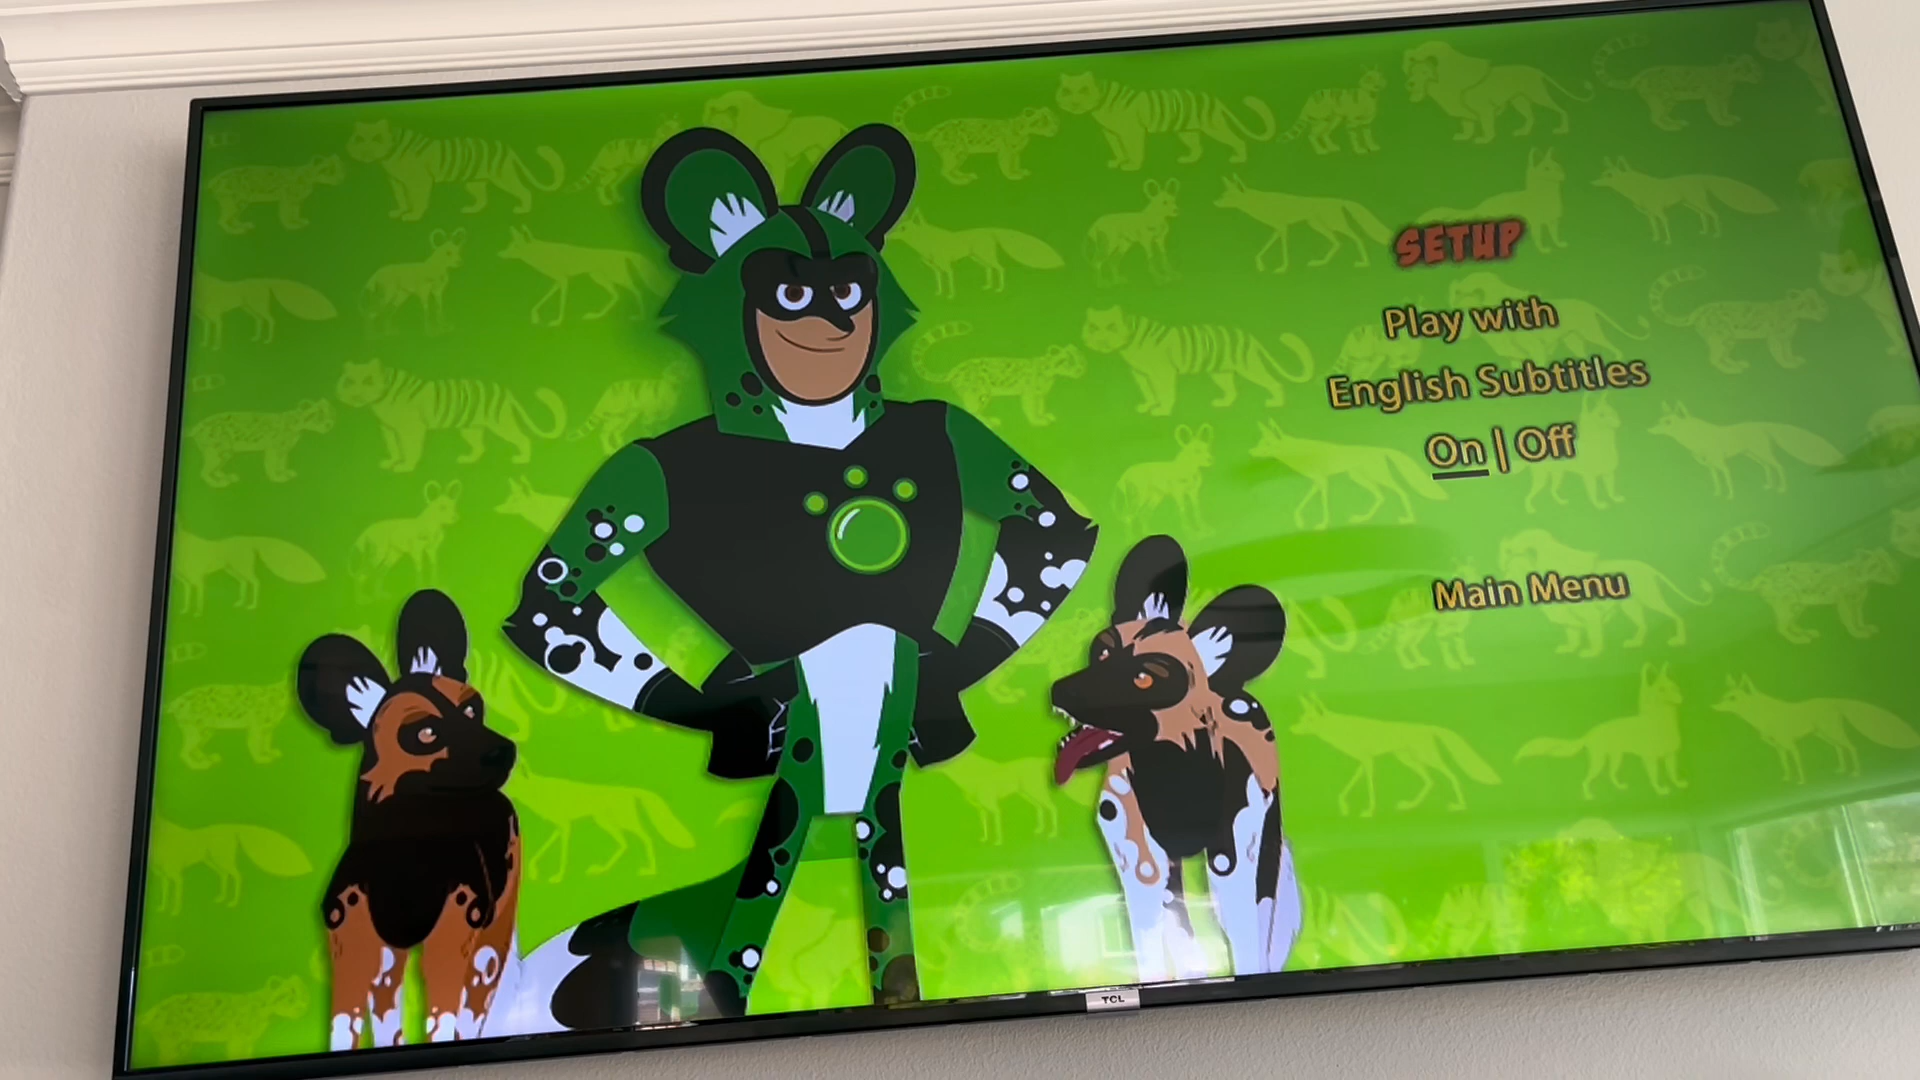 SETUP
Play with
English Subtitles
On | Off
Main Menu
TCL